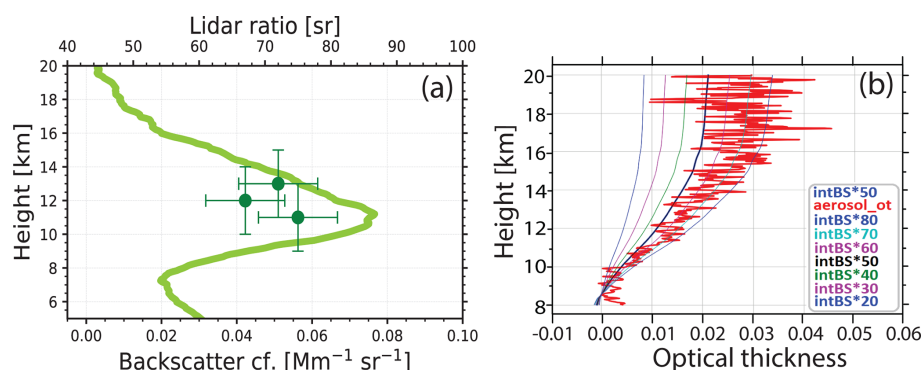 Lidar ratio [sr]
40 50 60 70 80 90 100
20
18
16
14
12
10
8
6
Height [km]
(a)
0.00 0.02 0.04 0.06 0.08 0.10
Backscatter cf. [Mm⁻¹ sr⁻¹]
20
18
16
14
12
10
8
Height [km]
(b)
intBS*50
aerosol_ot
intBS*80
intBS*70
intBS*60
intBS*50
intBS*40
intBS*30
intBS*20
-0.01 0.00 0.01 0.02 0.03 0.04 0.05 0.06
Optical thickness